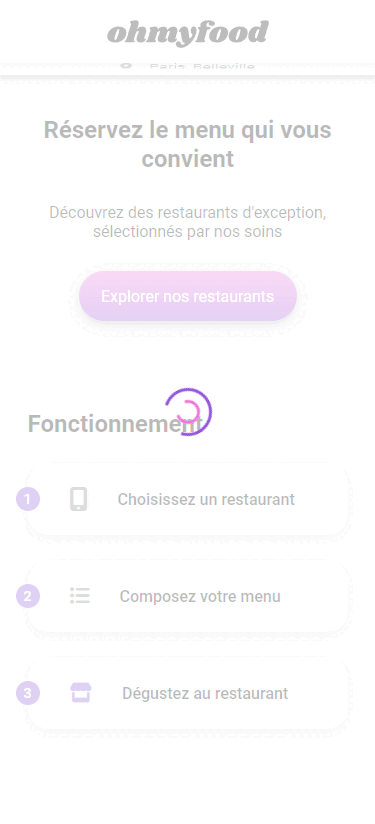 ohmyfood
Paris, Belleville
Réservez le menu qui vous
convient
Découvrez des restaurants d'exception,
sélectionnés par nos soins
Explorer nos restaurants
Fonctionnement
1 Choisissez un restaurant
2 Composez votre menu
3 Dégustez au restaurant